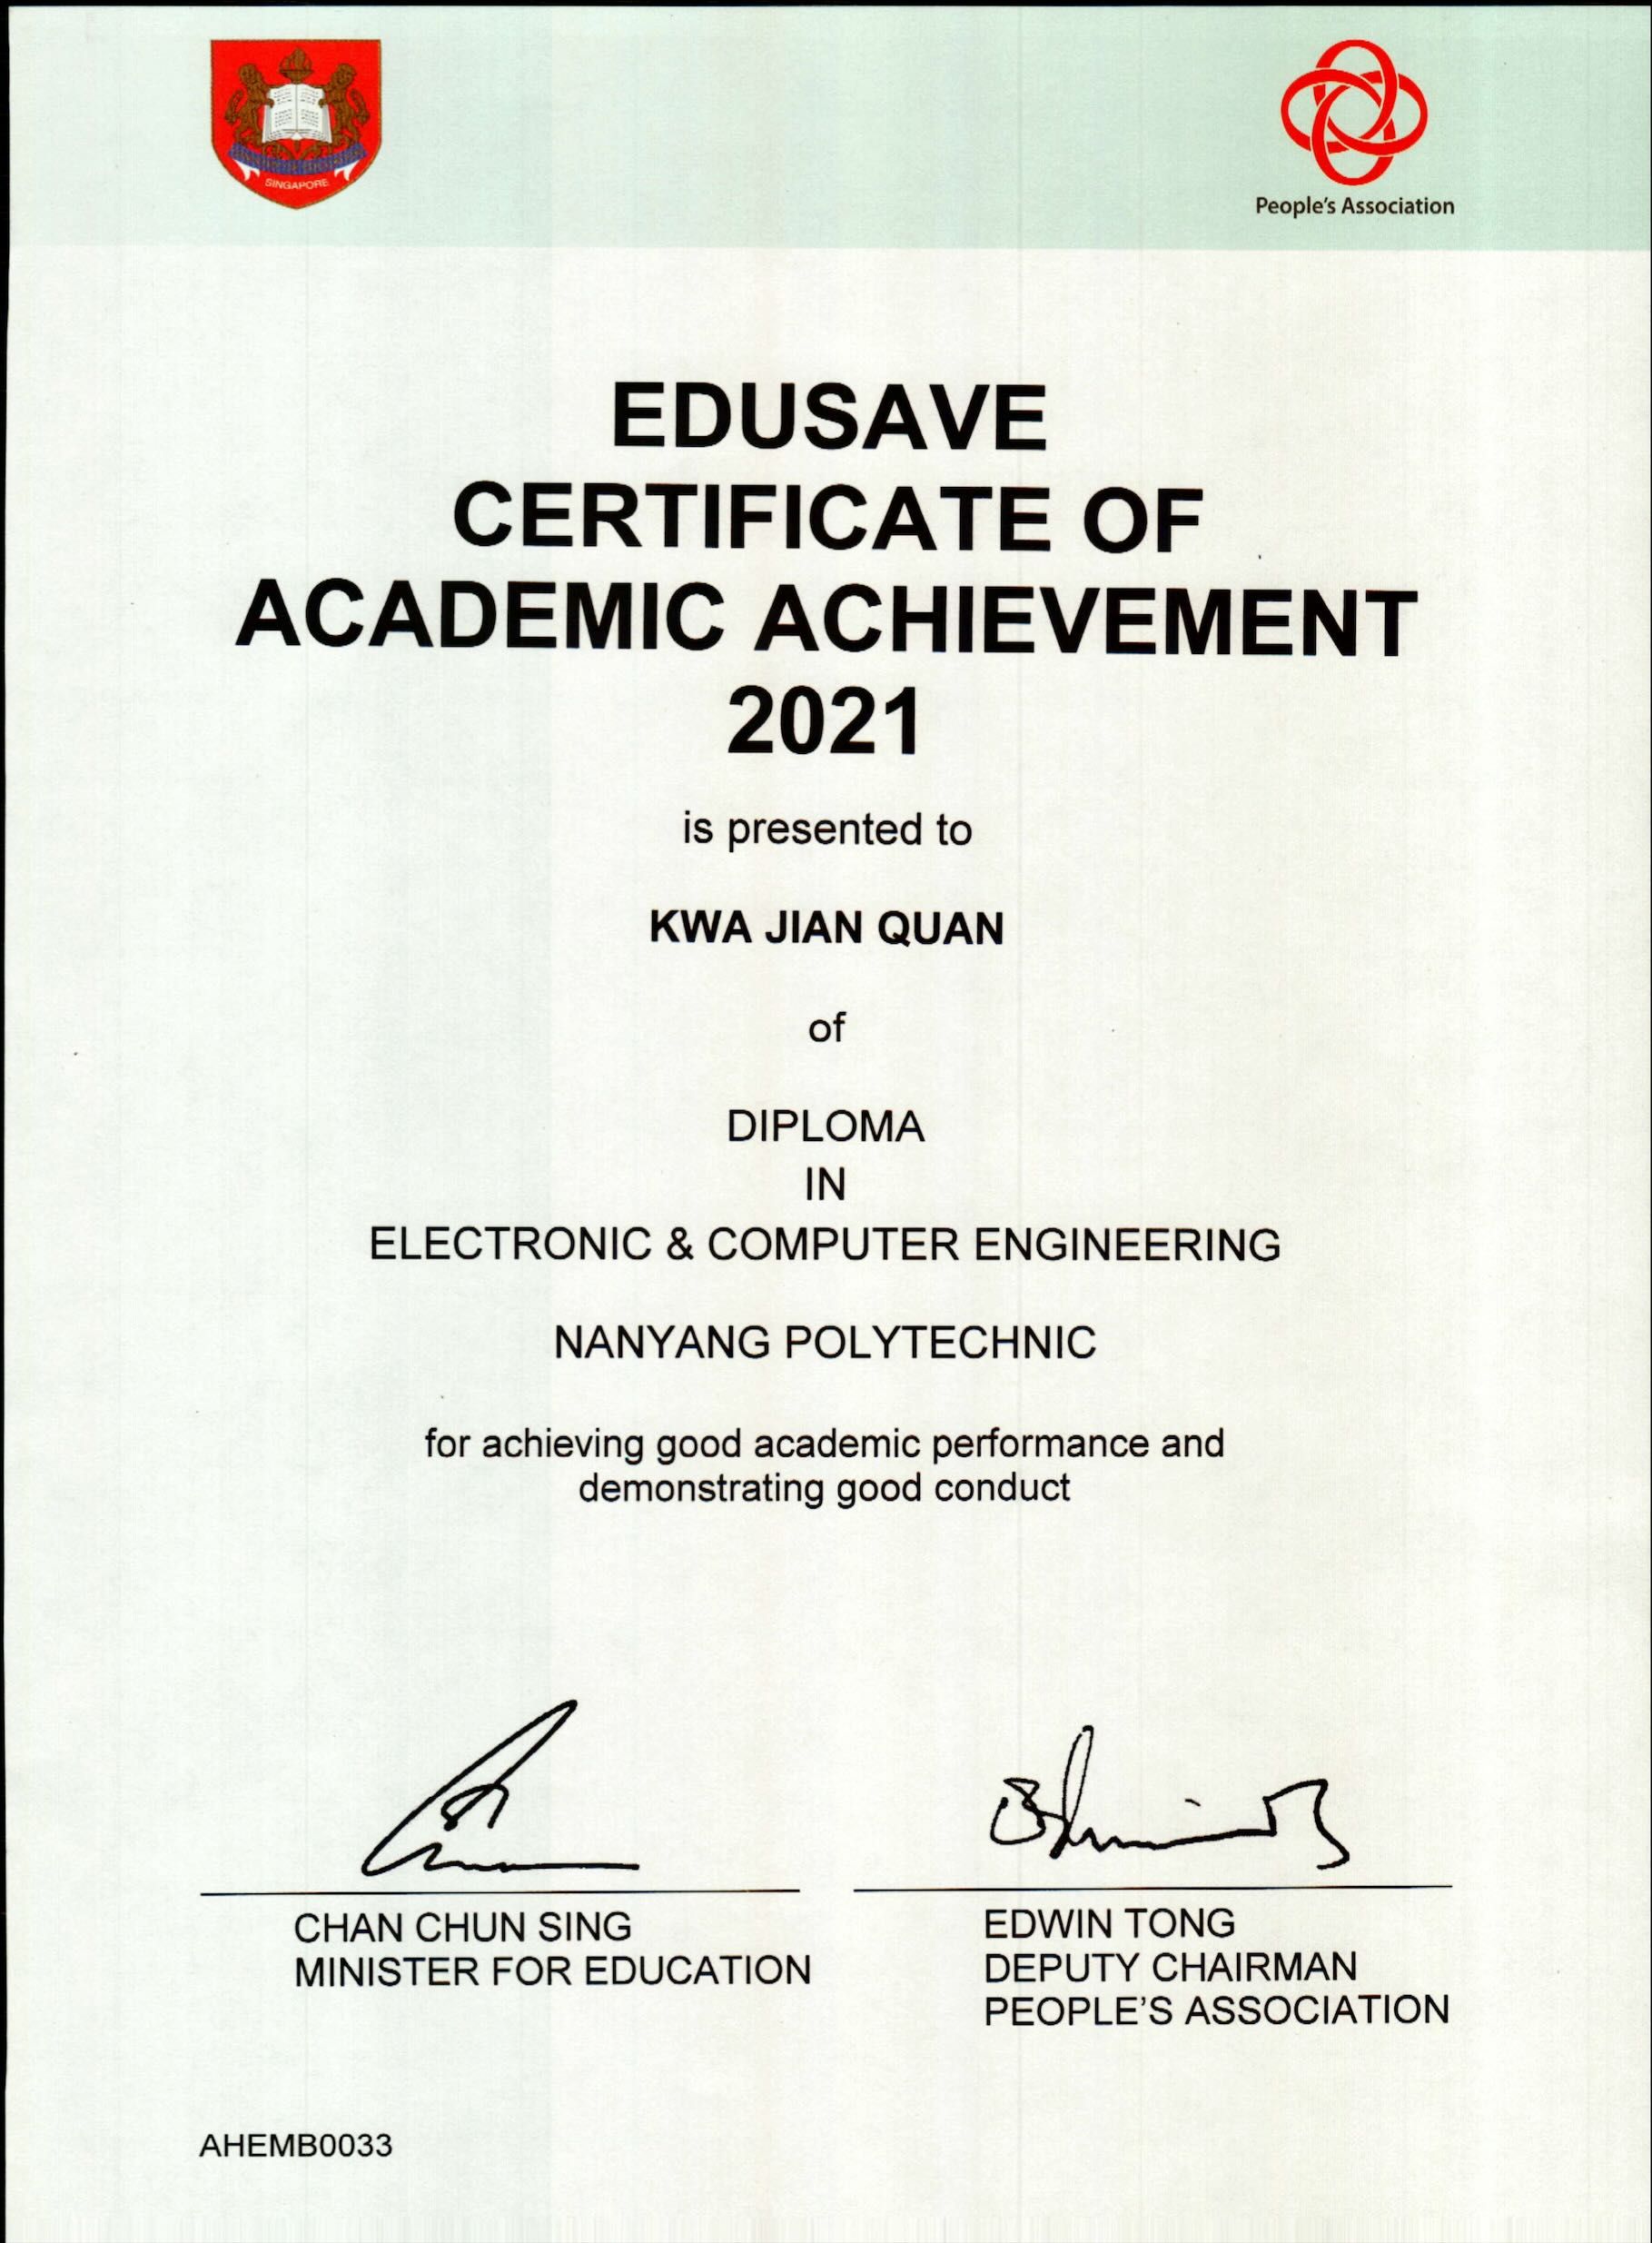 SINGAPORE
People's Association
EDUSAVE
CERTIFICATE OF
ACADEMIC ACHIEVEMENT
2021
is presented to
KWA JIAN QUAN
of
DIPLOMA
IN
ELECTRONIC & COMPUTER ENGINEERING
NANYANG POLYTECHNIC
for achieving good academic performance and
demonstrating good conduct
CHAN CHUN SING
MINISTER FOR EDUCATION
EDWIN TONG
DEPUTY CHAIRMAN
PEOPLE'S ASSOCIATION
AHEMB0033